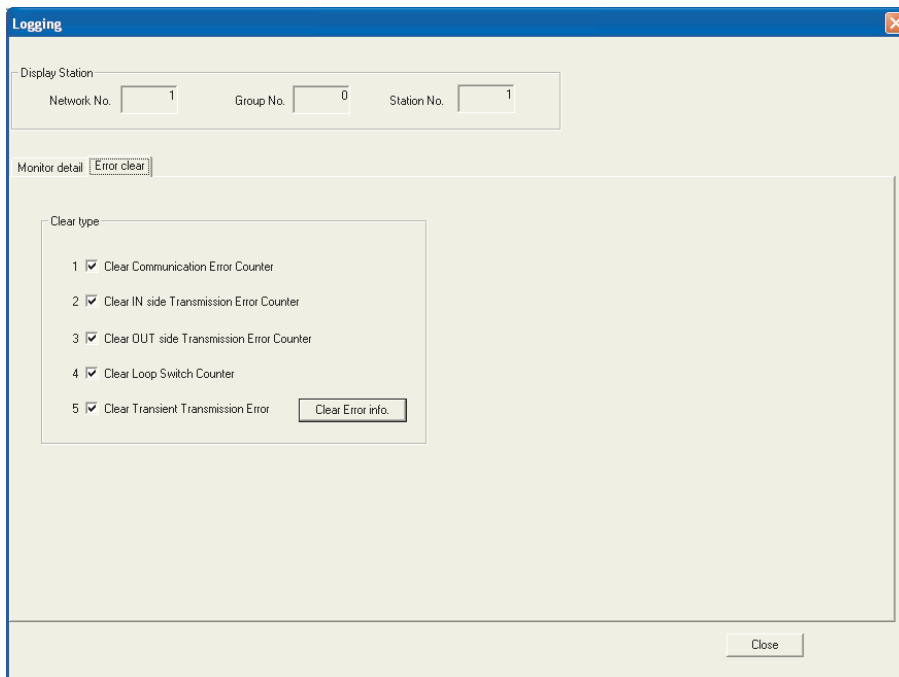 Logging
Display Station
Network No. 1 Group No. 0 Station No. 1
Monitor detail Error clear
Clear type
1 Clear Communication Error Counter
2 Clear IN side Transmission Error Counter
3 Clear OUT side Transmission Error Counter
4 Clear Loop Switch Counter
5 Clear Transient Transmission Error Clear Error info.
Close